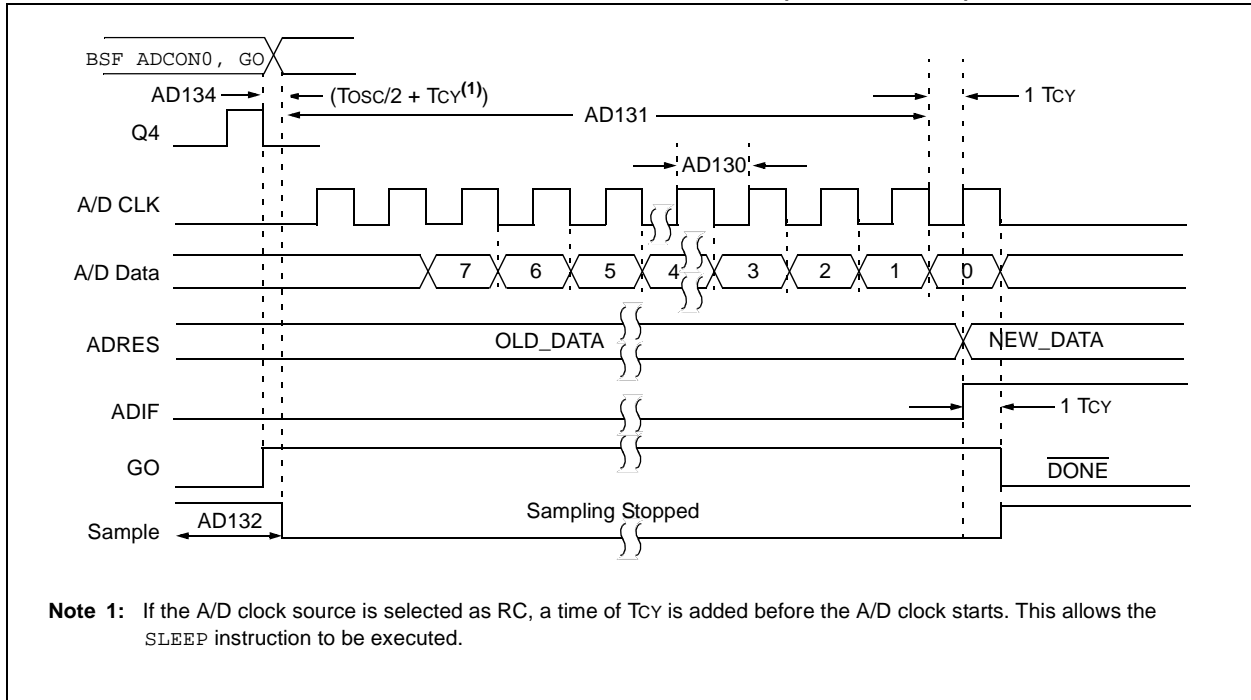 BSF ADCON0, GO
AD134
(TOSC/2 + TCY(1))
1 TCY
AD131
Q4
AD130
A/D CLK
A/D Data
7 6 5 4 3 2 1 0
ADRES
OLD_DATA
NEW_DATA
ADIF
1 TCY
GO
DONE
Sampling Stopped
AD132
Sample
Note 1: If the A/D clock source is selected as RC, a time of TCY is added before the A/D clock starts. This allows the
SLEEP instruction to be executed.